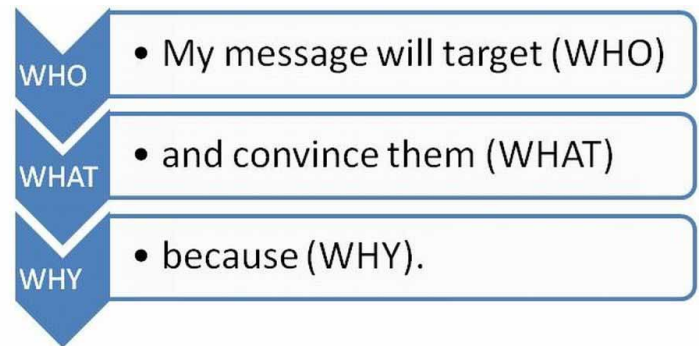 WHO
• My message will target (WHO)
WHAT
• and convince them (WHAT)
WHY
• because (WHY).